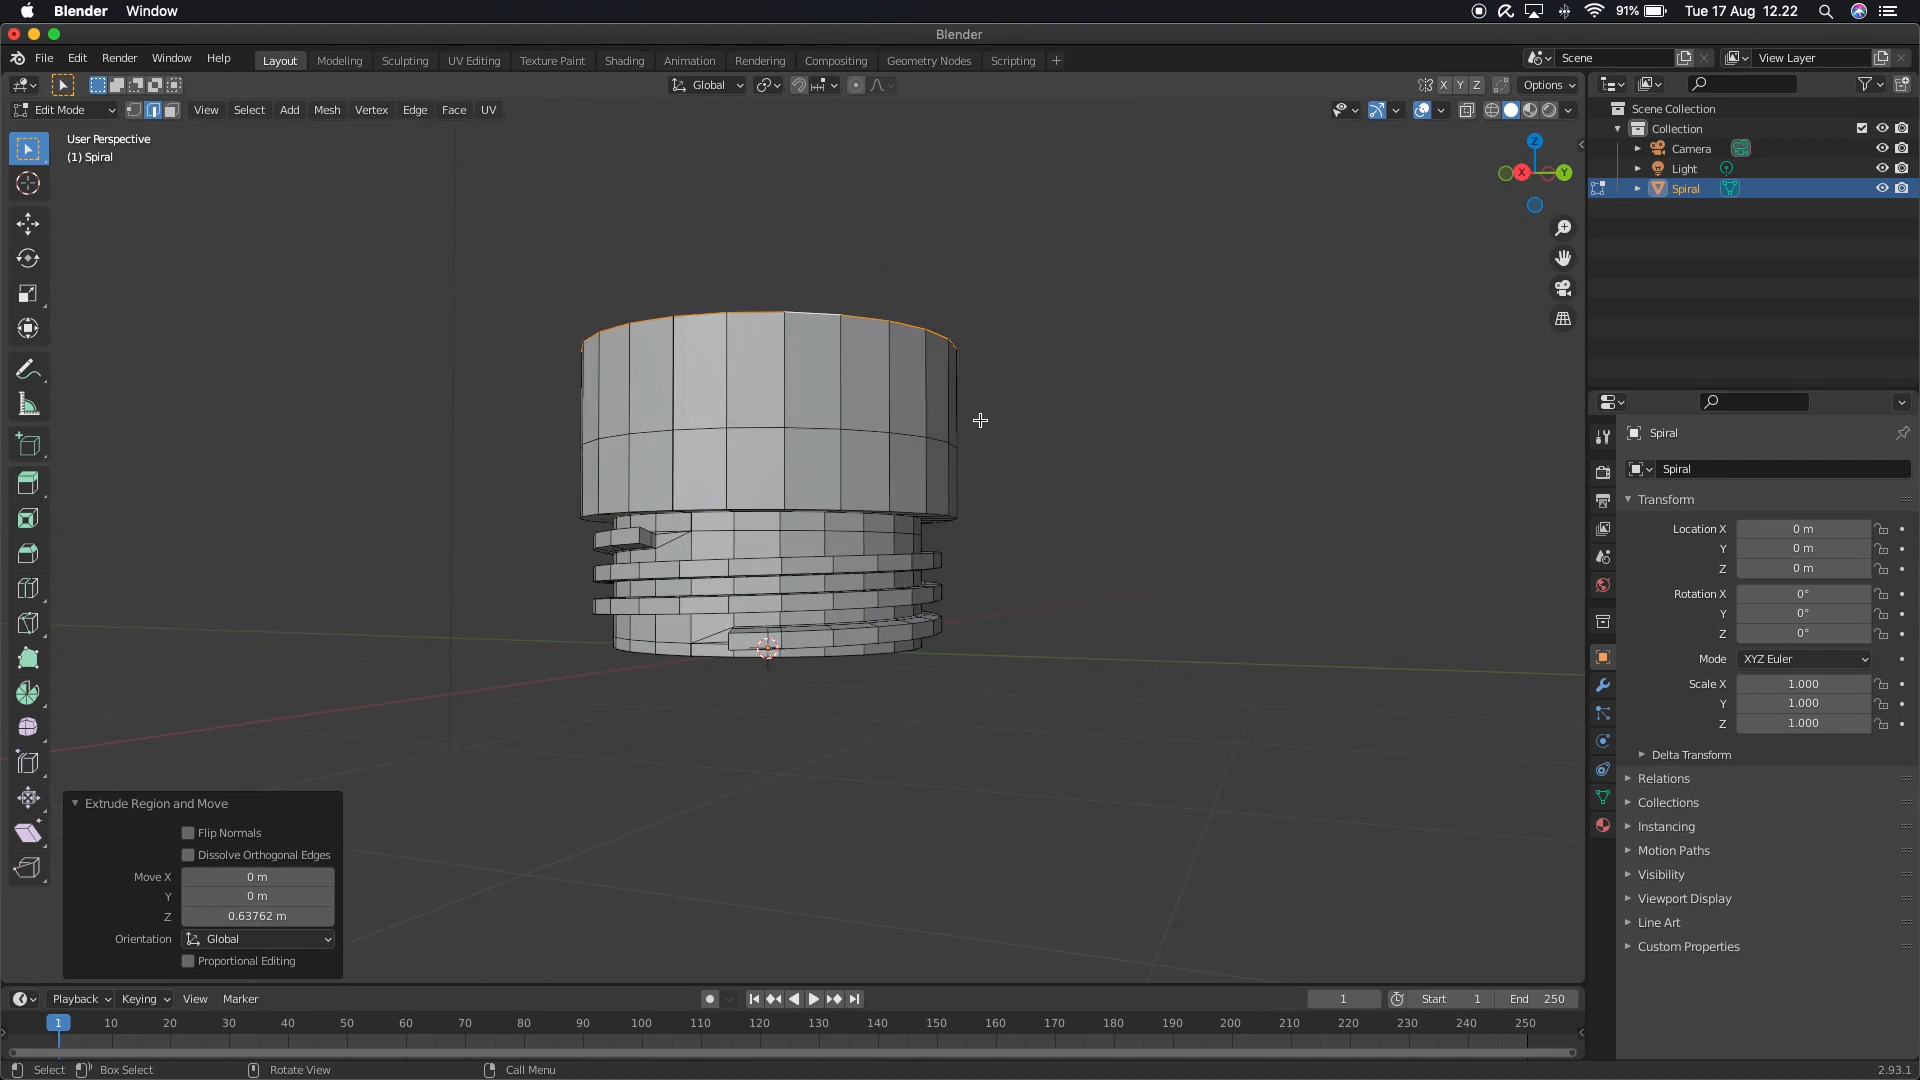 Blender Window 91% Tue 17 Aug 12.22
Blender
File Edit Render Window Help Layout Modeling Sculpting UV Editing Texture Paint Shading Animation Rendering Compositing Geometry Nodes Scripting + Scene View Layer
Global X Y Z Options
Edit Mode View Select Add Mesh Vertex Edge Face UV
User Perspective
(1) Spiral
Z
X Y
Scene Collection
Collection
Camera
Light
Spiral
Spiral
Spiral
Transform
Location X 0 m
Y 0 m
Z 0 m
Rotation X 0°
Y 0°
Z 0°
Mode XYZ Euler
Scale X 1.000
Y 1.000
Z 1.000
Delta Transform
Relations
Collections
Instancing
Motion Paths
Visibility
Viewport Display
Line Art
Custom Properties
Extrude Region and Move
Flip Normals
Dissolve Orthogonal Edges
Move X 0 m
Y 0 m
Z 0.63762 m
Orientation Global
Proportional Editing
Playback Keying View Marker 1 Start 1 End 250
1 10 20 30 40 50 60 70 80 90 100 110 120 130 140 150 160 170 180 190 200 210 220 230 240 250
Select Box Select Rotate View Call Menu 2.93.1